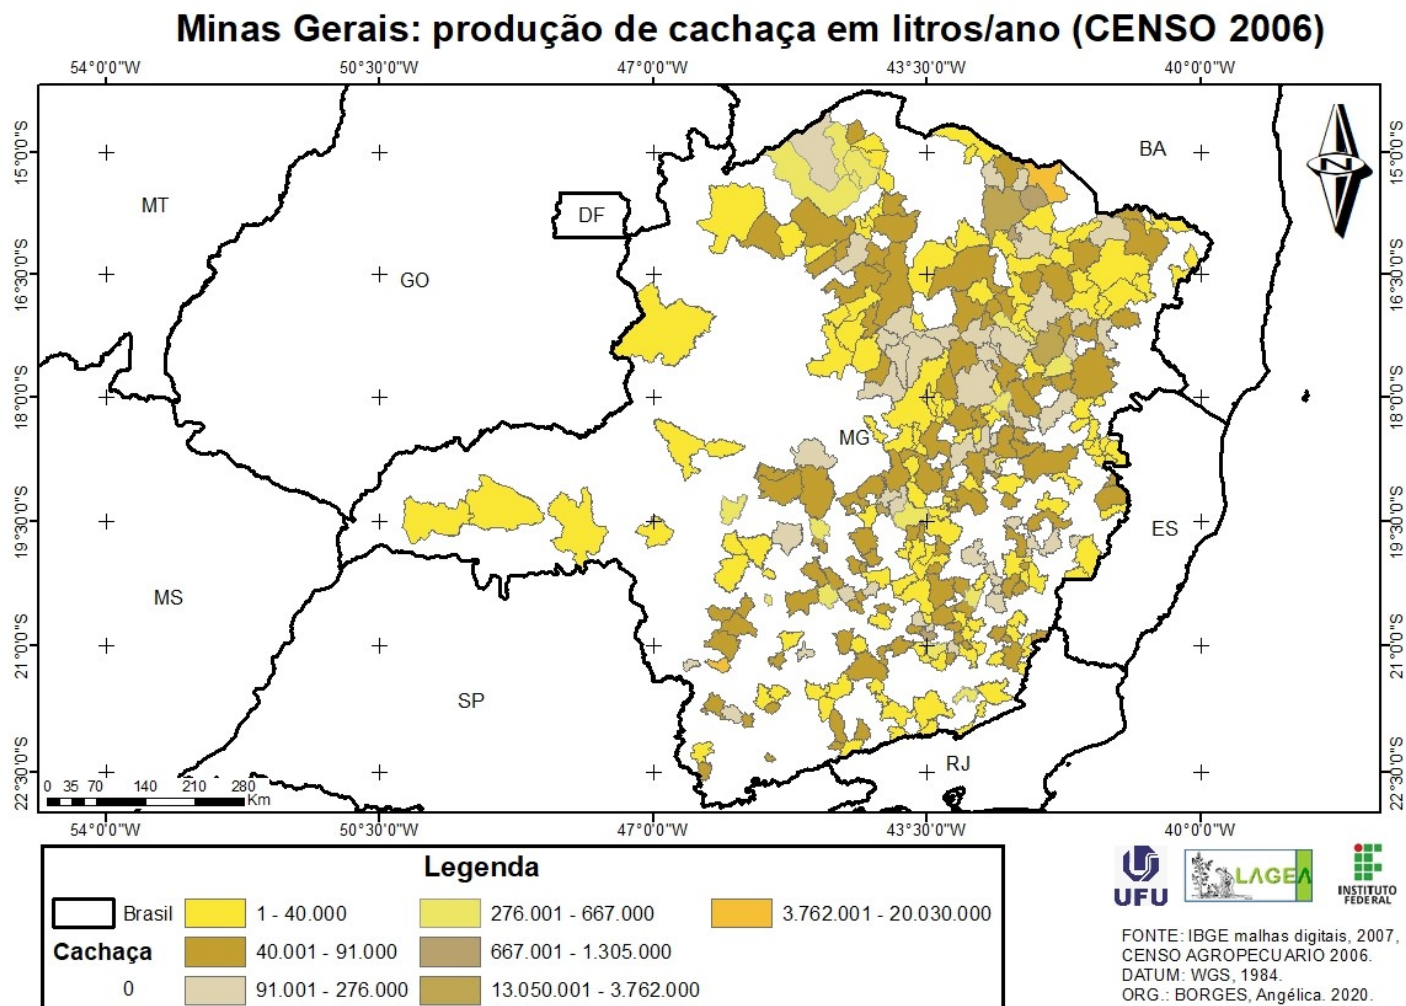 Minas Gerais: produção de cachaça em litros/ano (CENSO 2006)
54°0'0"W 50°30'0"W 47°0'0"W 43°30'0"W 40°0'0"W
15°0'0"S 15°0'0"S
16°30'0"S 16°30'0"S
18°0'0"S 18°0'0"S
19°30'0"S 19°30'0"S
21°0'0"S 21°0'0"S
22°30'0"S 22°30'0"S
BA
N
MT
DF
GO
MG
ES
MS
SP
RJ
0 35 70 140 210 280
Km
54°0'0"W 50°30'0"W 47°0'0"W 43°30'0"W 40°0'0"W
Legenda
Brasil 1 - 40.000 276.001 - 667.000 3.762.001 - 20.030.000
Cachaça 40.001 - 91.000 667.001 - 1.305.000
0 91.001 - 276.000 13.050.001 - 3.762.000
UFU
LAGEA
INSTITUTO
FEDERAL
FONTE: IBGE malhas digitais, 2007,
CENSO AGROPECUARIO 2006.
DATUM: WGS, 1984.
ORG.: BORGES, Angélica. 2020.